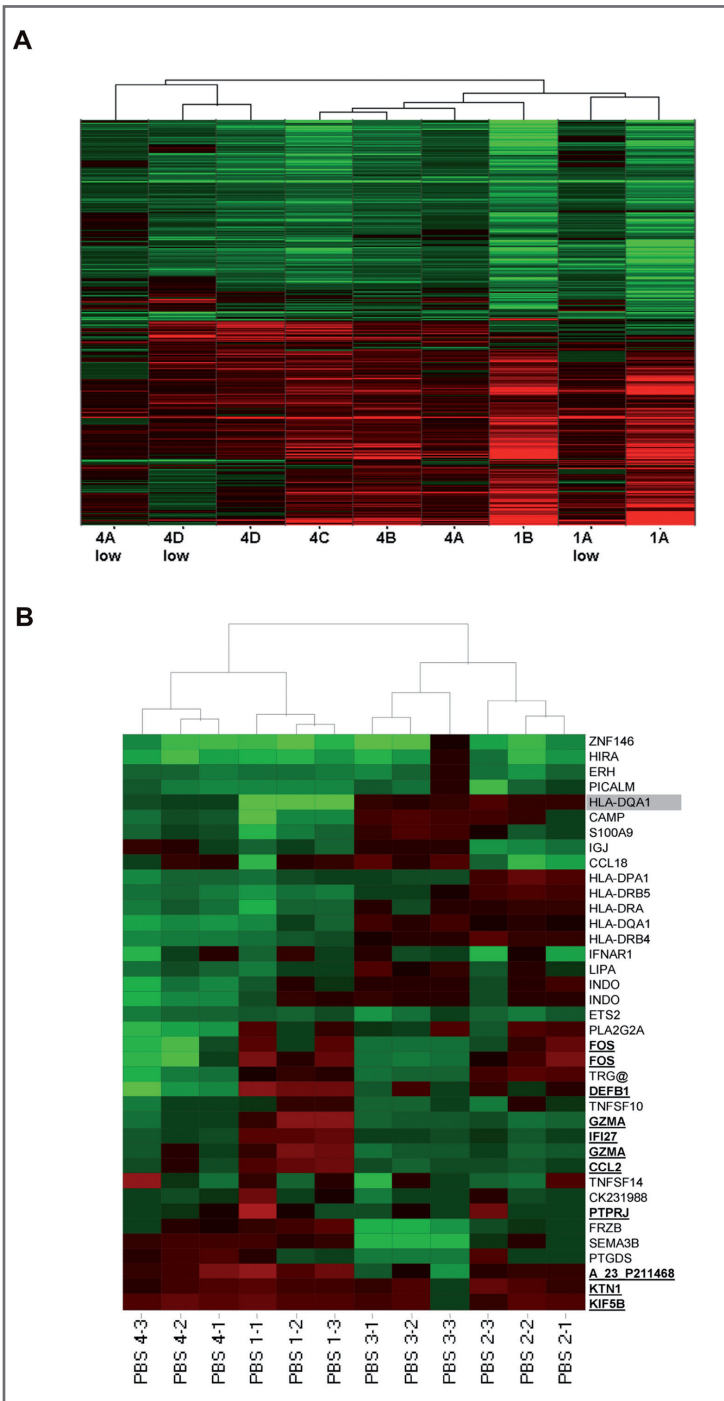 A
4A low
4D low
4D
4C
4B
4A
1B
1A low
1A
B
ZNF146
HIRA
ERH
PICALM
HLA-DQA1
CAMP
S100A9
IGJ
CCL18
HLA-DPA1
HLA-DRB5
HLA-DRA
HLA-DQA1
HLA-DRB4
IFNAR1
LIPA
INDO
INDO
ETS2
PLA2G2A
FOS
FOS
TRG@
DEFB1
TNFSF10
GZMA
IFI27
GZMA
CCL2
TNFSF14
CK231988
PTPRJ
FRZB
SEMA3B
PTGDS
A_23_P211468
KTN1
KIF5B
PBS 4-3
PBS 4-2
PBS 4-1
PBS 1-1
PBS 1-2
PBS 1-3
PBS 3-1
PBS 3-2
PBS 3-3
PBS 2-3
PBS 2-2
PBS 2-1